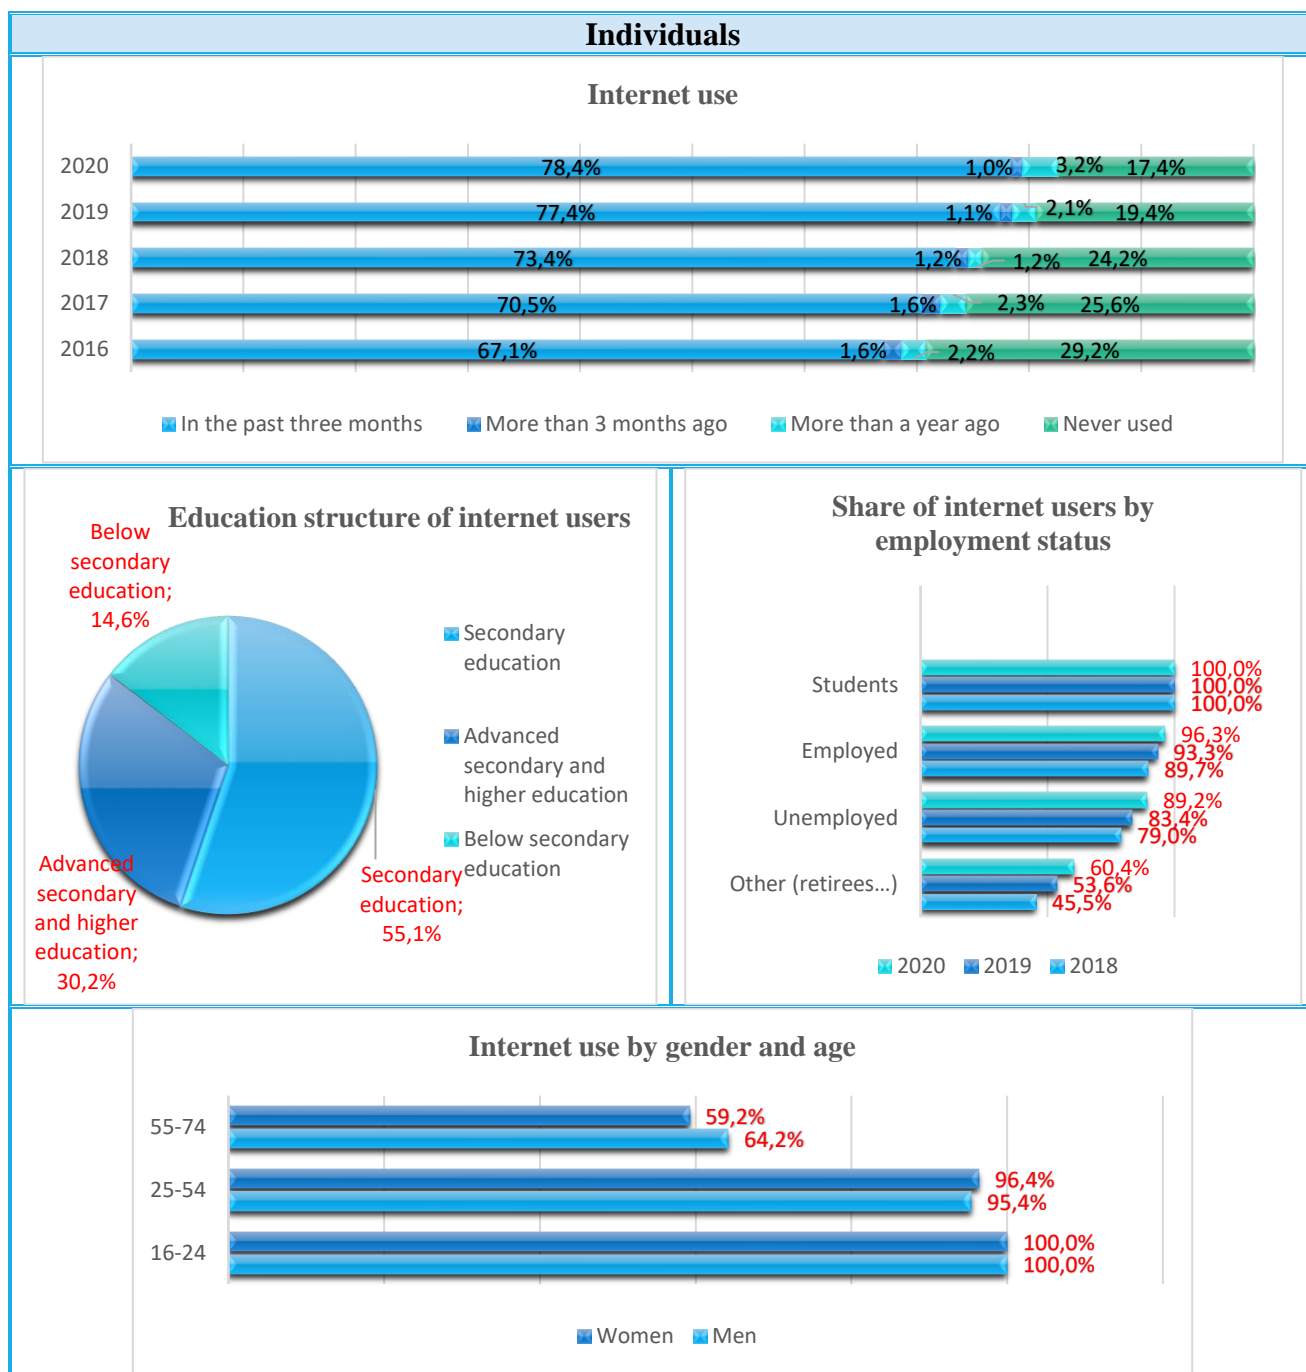 Individuals
Internet use
2020 78,4% 1,0% 3,2% 17,4%
2019 77,4% 1,1% 2,1% 19,4%
2018 73,4% 1,2% 1,2% 24,2%
2017 70,5% 1,6% 2,3% 25,6%
2016 67,1% 1,6% 2,2% 29,2%
In the past three months More than 3 months ago More than a year ago Never used
Education structure of internet users
Below
secondary
education;
14,6%
Secondary
education
Advanced
secondary and
higher education
Below secondary
education
Advanced
secondary
and higher
education;
30,2%
Secondary
education;
55,1%
Share of internet users by
employment status
Students
100,0%
100,0%
100,0%
Employed
96,3%
93,3%
89,7%
Unemployed
89,2%
83,4%
79,0%
Other (retirees...)
60,4%
53,6%
45,5%
2020 2019 2018
Internet use by gender and age
55-74
59,2%
64,2%
25-54
96,4%
95,4%
16-24
100,0%
100,0%
Women Men